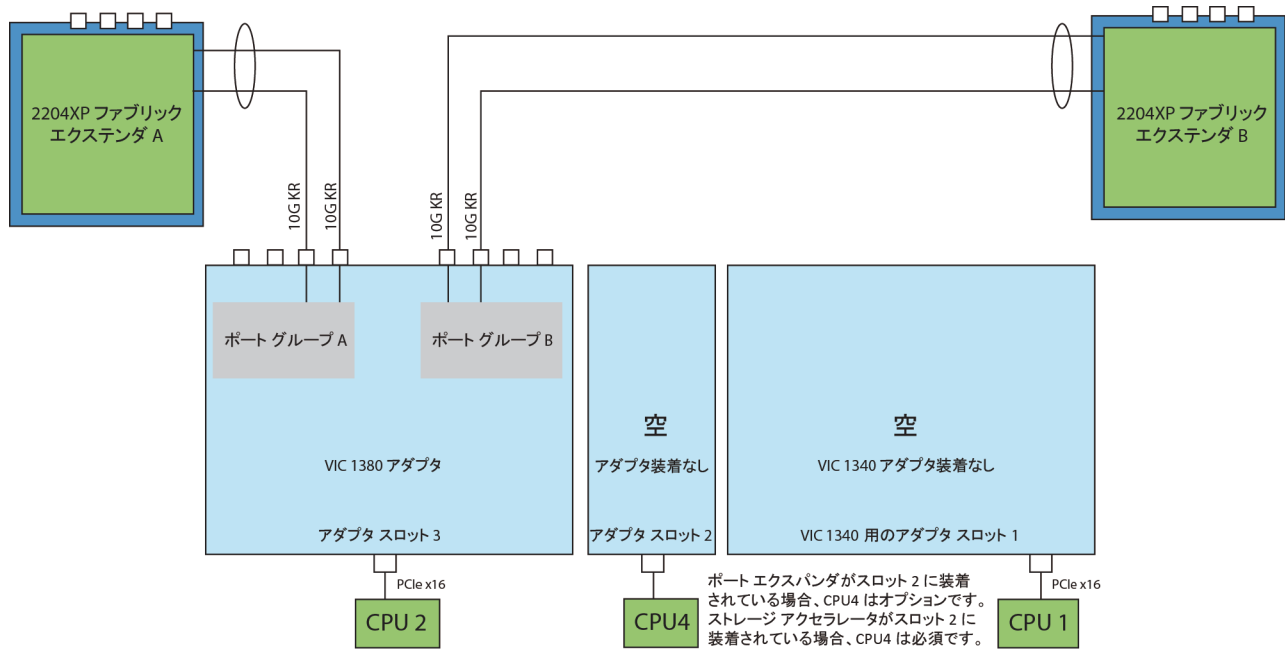 2204XP ファブリック
エクステンダ A
2204XP ファブリック
エクステンダ B
10G KR
10G KR
10G KR
10G KR
ポート グループ A
ポート グループ B
VIC 1380 アダプタ
アダプタ スロット 3
空
アダプタ装着なし
アダプタ スロット 2
空
VIC 1340 アダプタ装着なし
VIC 1340 用のアダプタ スロット 1
PCIe x16
CPU 2
CPU4
ポート エクスパンダがスロット 2 に装着
されている場合、CPU4 はオプションです。
ストレージ アクセラレータがスロット 2 に
装着されている場合、CPU4 は必須です。
PCIe x16
CPU 1